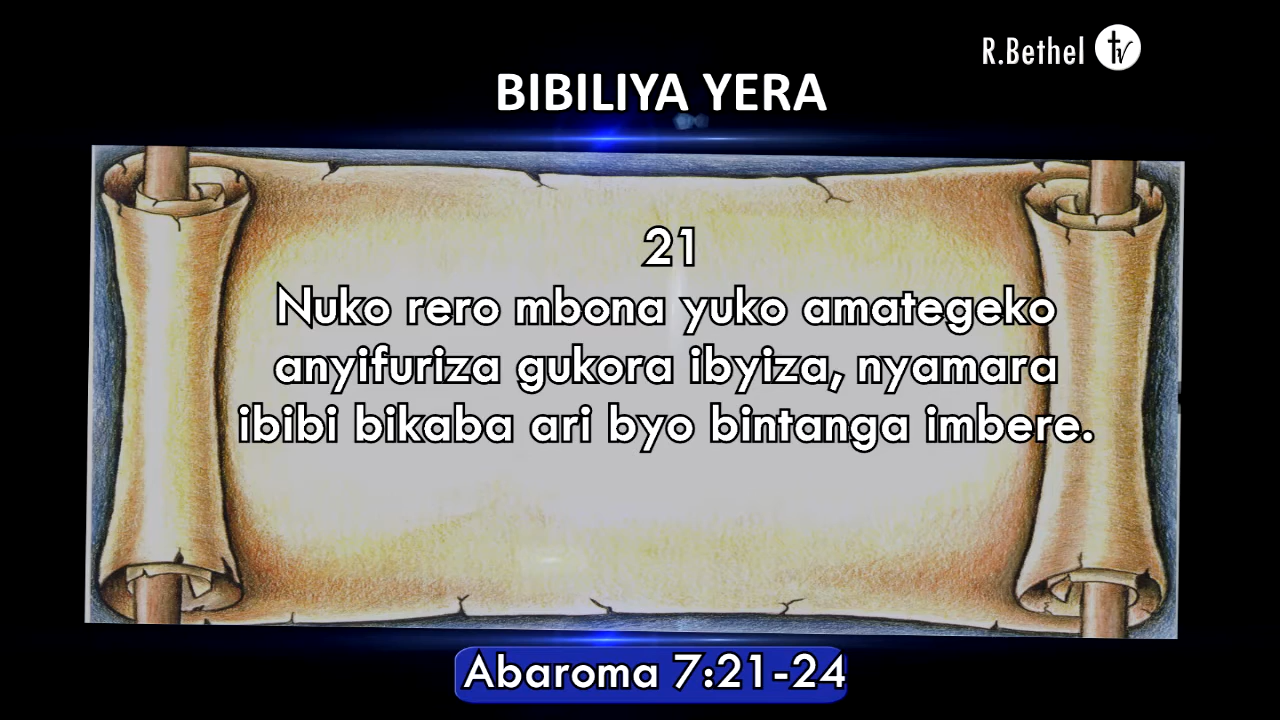 R.Bethel tv
BIBILIYA YERA
21
Nuko rero mbona yuko amategeko
anyifuriza gukora ibyiza, nyamara
ibibi bikaba ari byo bintanga imbere.
Abaroma 7:21-24